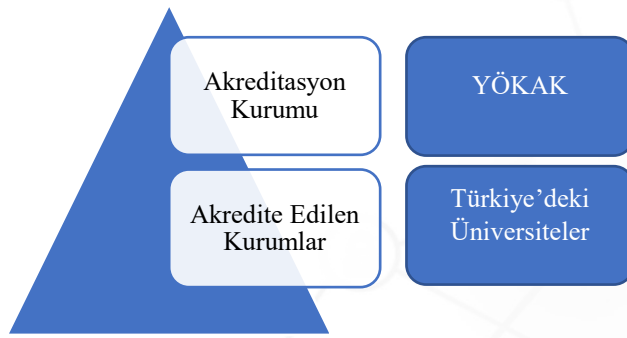 Akreditasyon
Kurumu
YÖKAK
Akredite Edilen
Kurumlar
Türkiye’deki
Üniversiteler